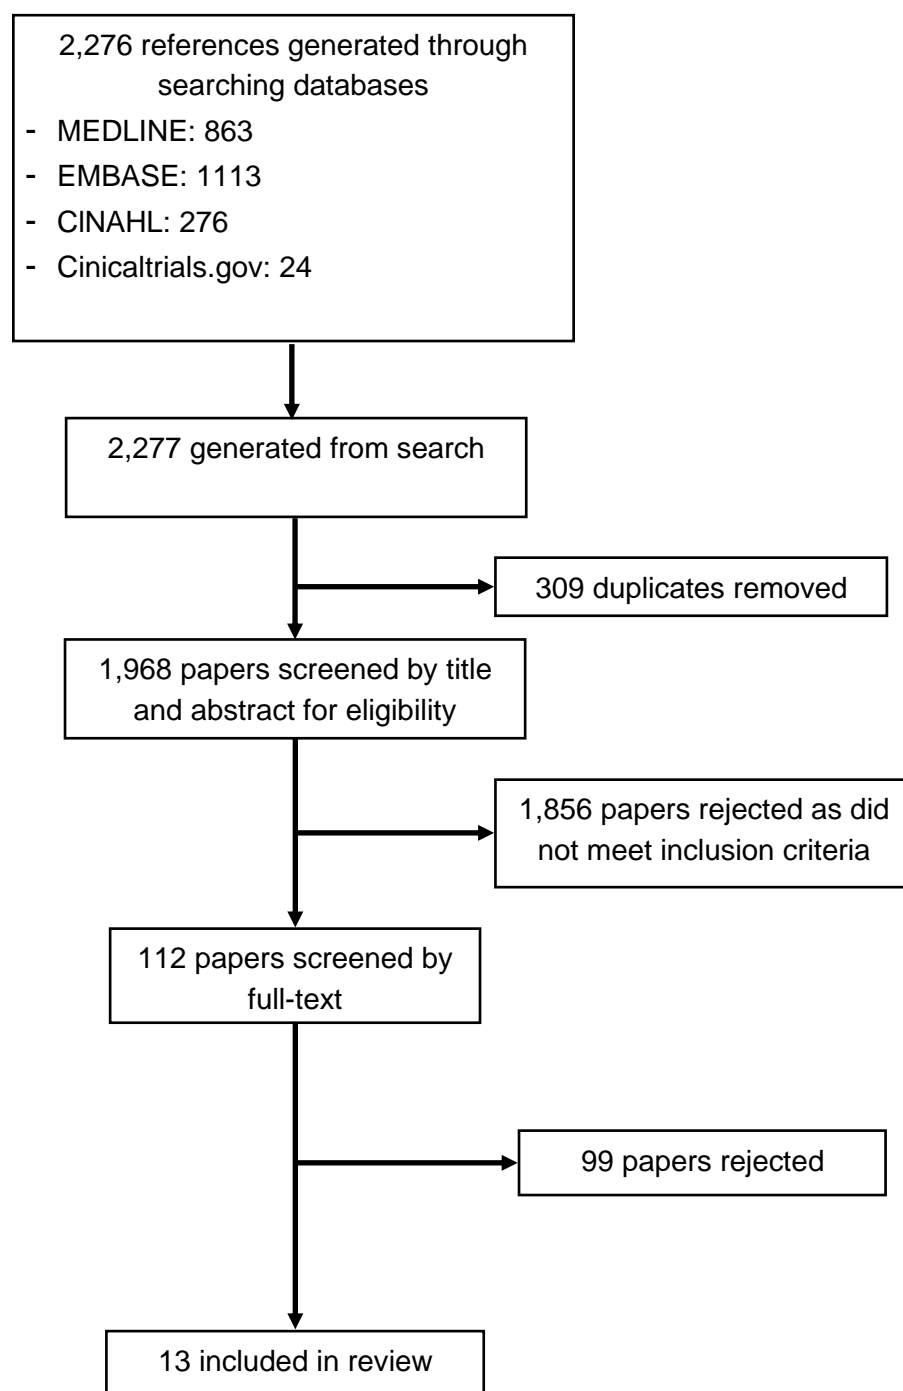 2,276 references generated through
searching databases
- MEDLINE: 863
- EMBASE: 1113
- CINAHL: 276
- Cinicaltrials.gov: 24
2,277 generated from search
309 duplicates removed
1,968 papers screened by title
and abstract for eligibility
1,856 papers rejected as did
not meet inclusion criteria
112 papers screened by
full-text
99 papers rejected
13 included in review